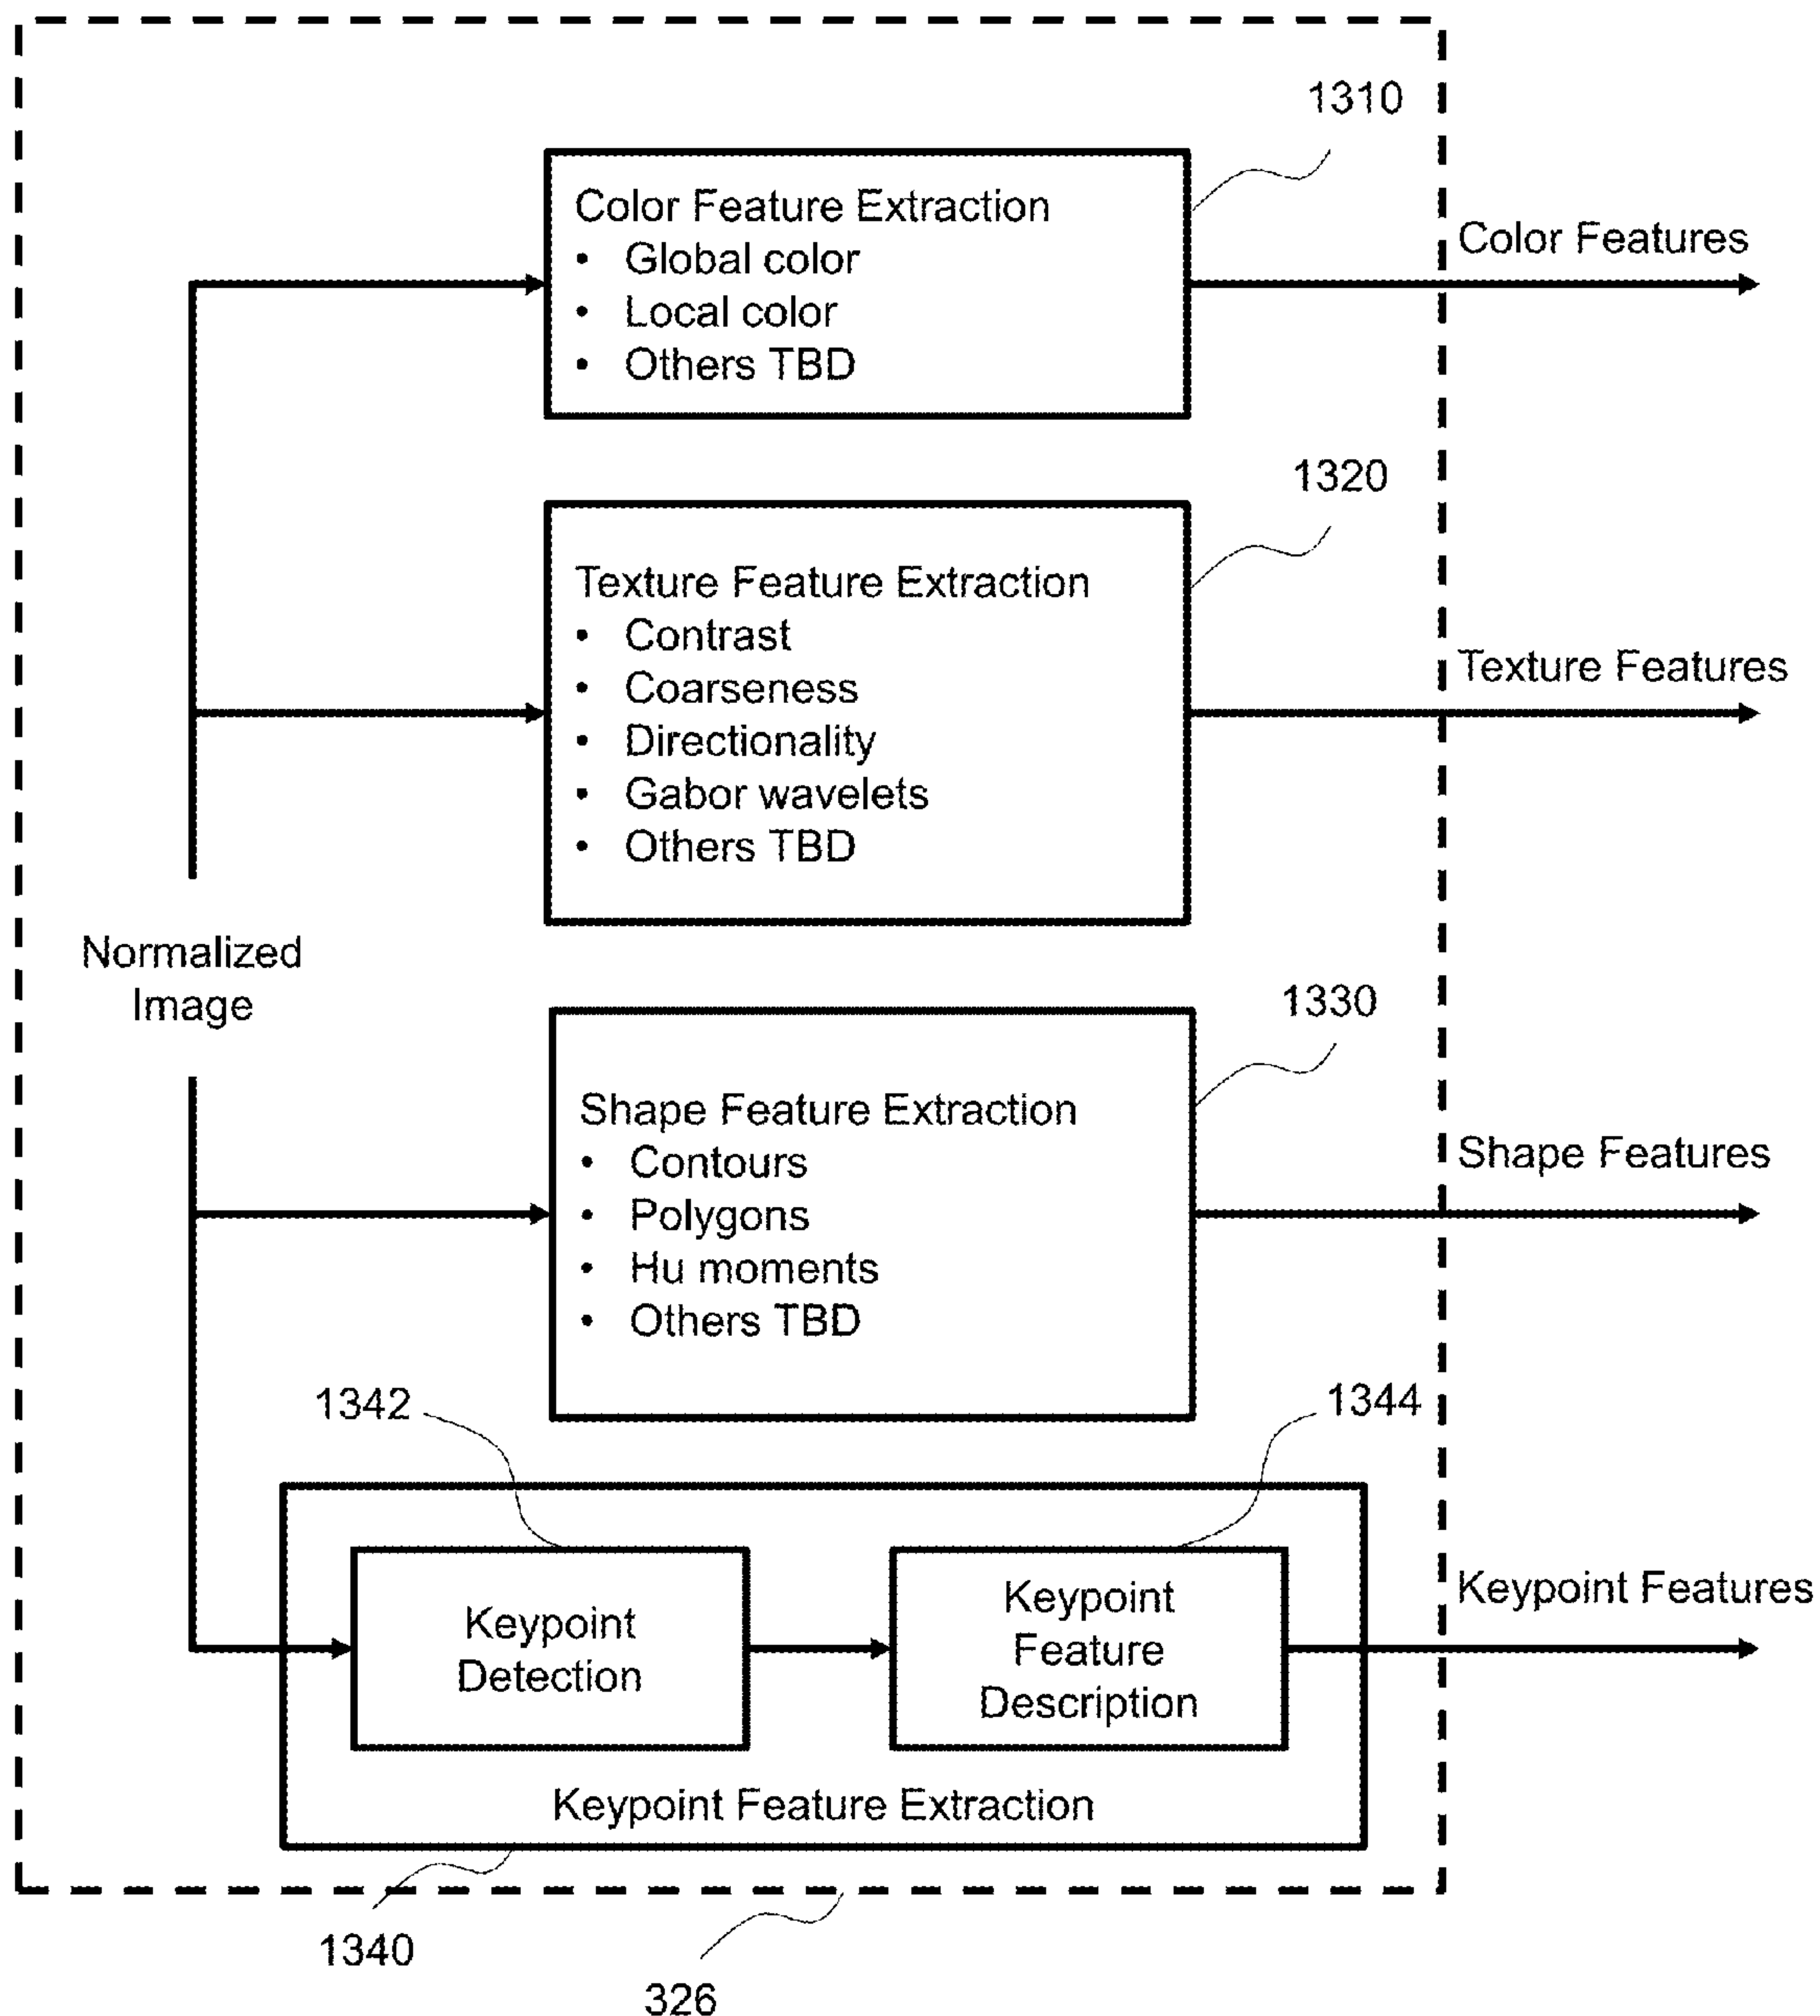 1310
Color Feature Extraction
• Global color
• Local color
• Others TBD
Color Features
1320
Texture Feature Extraction
• Contrast
• Coarseness
• Directionality
• Gabor wavelets
• Others TBD
Texture Features
Normalized
Image
1330
Shape Feature Extraction
• Contours
• Polygons
• Hu moments
• Others TBD
Shape Features
1342
1344
Keypoint
Detection
Keypoint
Feature
Description
Keypoint Features
Keypoint Feature Extraction
1340
326